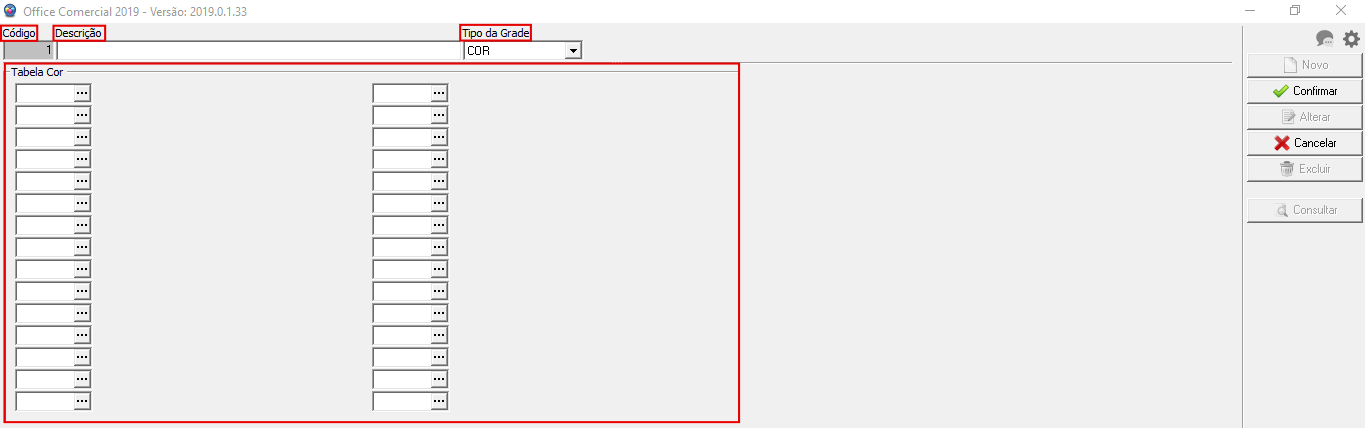 Office Comercial 2019 - Versão: 2019.0.1.33
Código Descrição Tipo da Grade
1 COR
Tabela Cor
Novo
Confirmar
Alterar
Cancelar
Excluir
Consultar